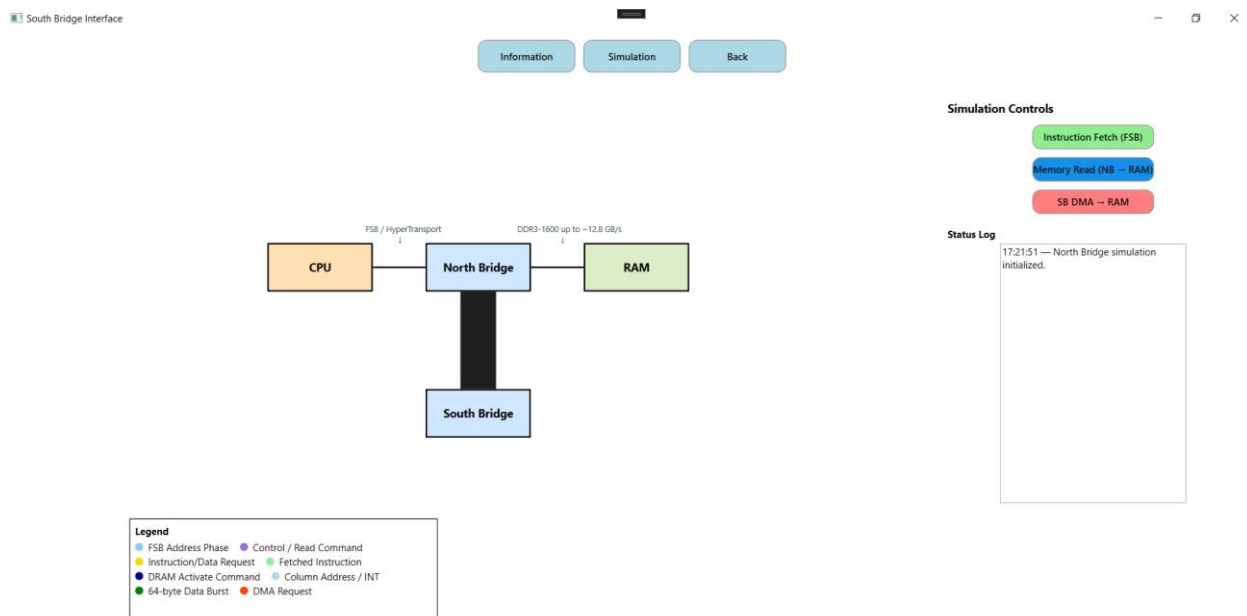 South Bridge Interface
Information
Simulation
Back
Simulation Controls
Instruction Fetch (FSB)
Memory Read (NB → RAM)
SB DMA → RAM
Status Log
17:21:51 — North Bridge simulation
initialized.
FSB / HyperTransport
↓
DDR3-1600 up to ~12.8 GB/s
↓
CPU
North Bridge
RAM
South Bridge
Legend
FSB Address Phase
Control / Read Command
Instruction/Data Request
Fetched Instruction
DRAM Activate Command
Column Address / INT
64-byte Data Burst
DMA Request